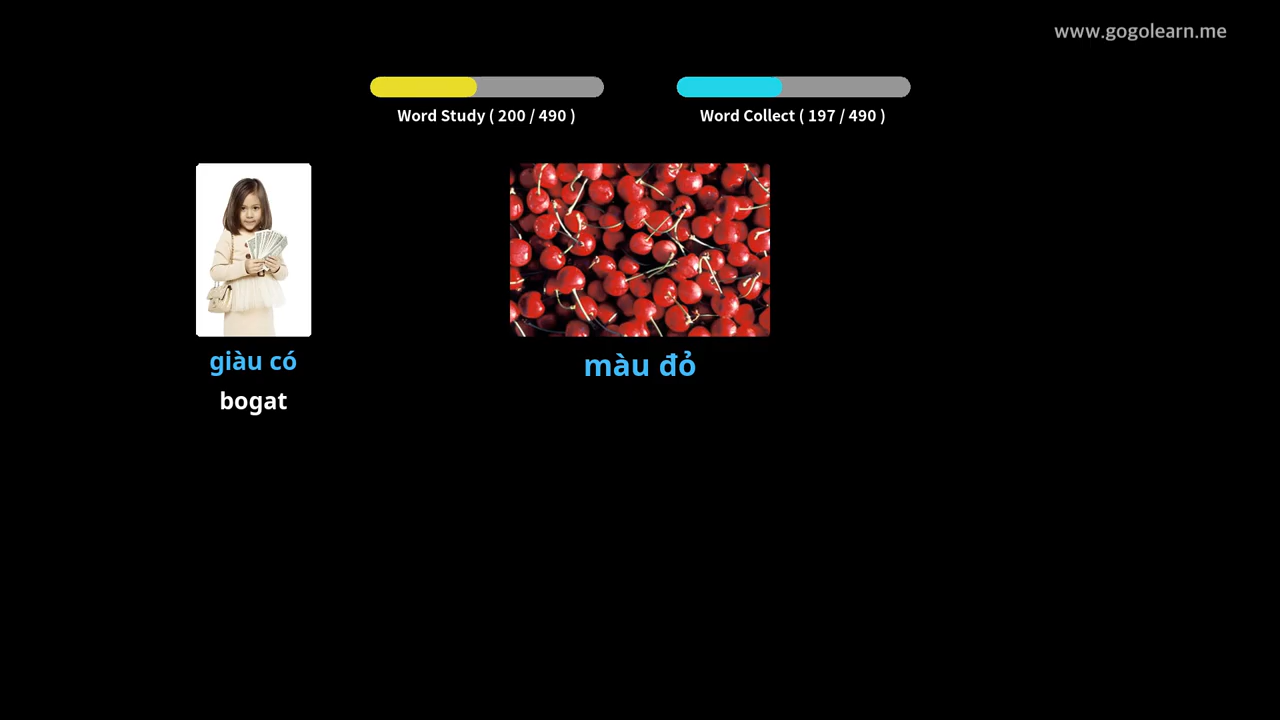 www.gogolearn.me
Word Study ( 200 / 490 )
Word Collect ( 197 / 490 )
giàu có
bogat
màu đỏ